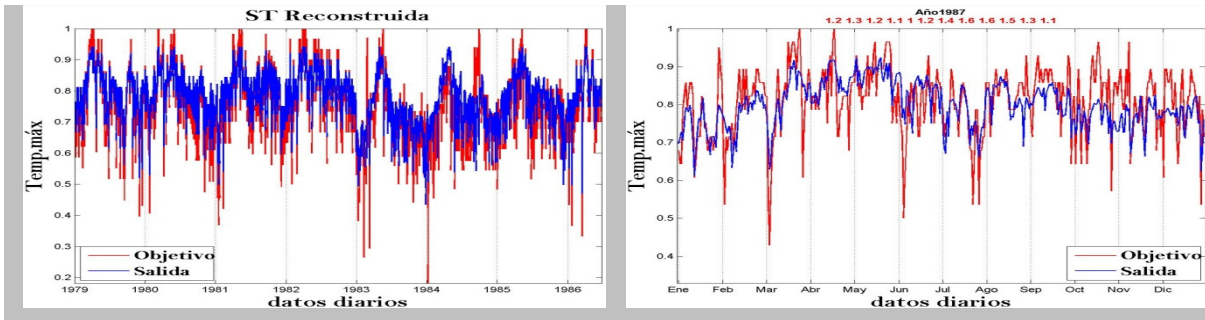 ST Reconstruida
Temp,máx
1
0.9
0.8
0.7
0.6
0.5
0.4
0.3
0.2
Objetivo
Salida
1979 1980 1981 1982 1983 1984 1985 1986
datos diarios
Año1987
1.2 1.3 1.2 1.1 1 1.2 1.4 1.6 1.6 1.5 1.3 1.1
Temp,máx
1
0.9
0.8
0.7
0.6
0.5
0.4
Objetivo
Salida
Ene Feb Mar Abr May Jun Jul Ago Sep Oct Nov Dic
datos diarios